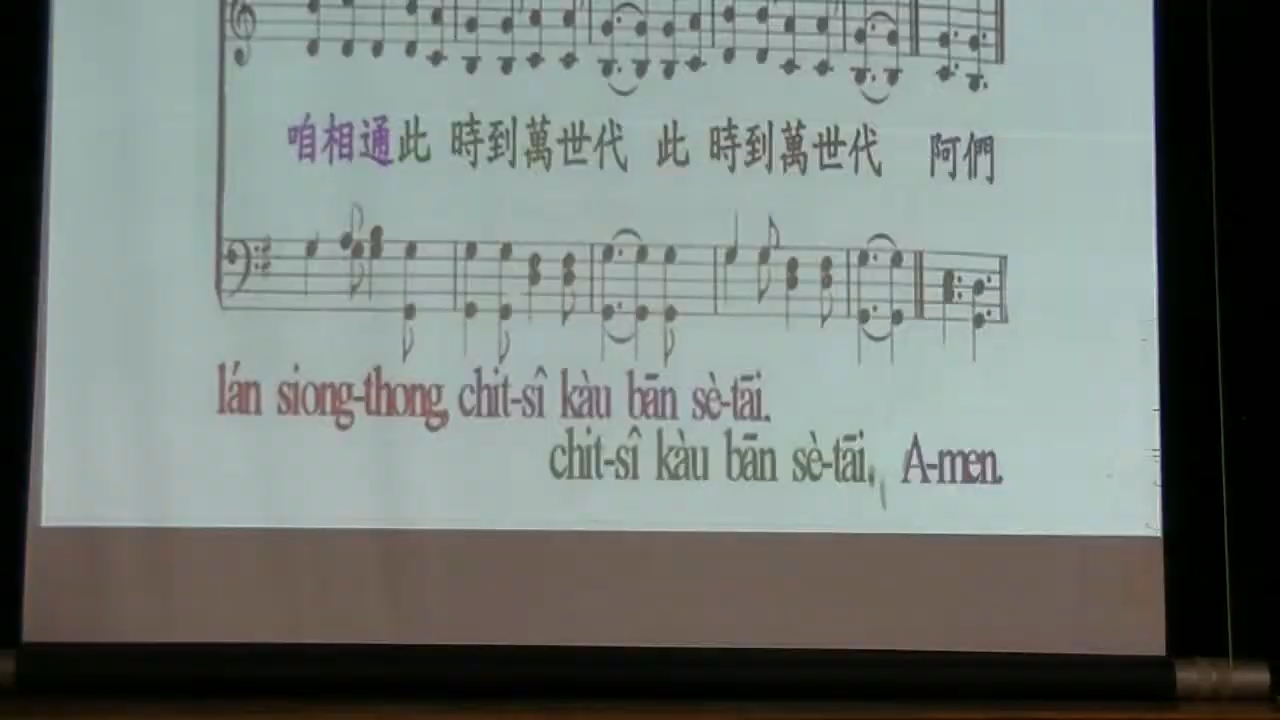 咱相通此 時到萬世代 此 時到萬世代 阿們
lán siong-thong, chit-sî kàu bān sè-tāi.
chit-sî kàu bān sè-tāi, A-men.